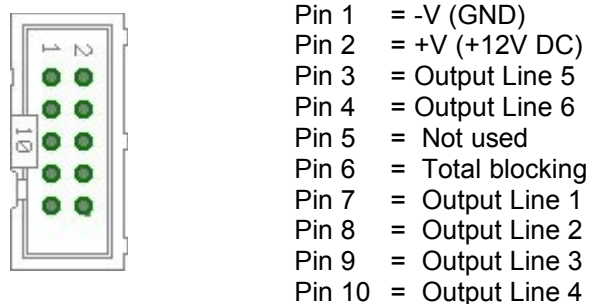 1 2
10
Pin 1 = -V (GND)
Pin 2 = +V (+12V DC)
Pin 3 = Output Line 5
Pin 4 = Output Line 6
Pin 5 = Not used
Pin 6 = Total blocking
Pin 7 = Output Line 1
Pin 8 = Output Line 2
Pin 9 = Output Line 3
Pin 10 = Output Line 4